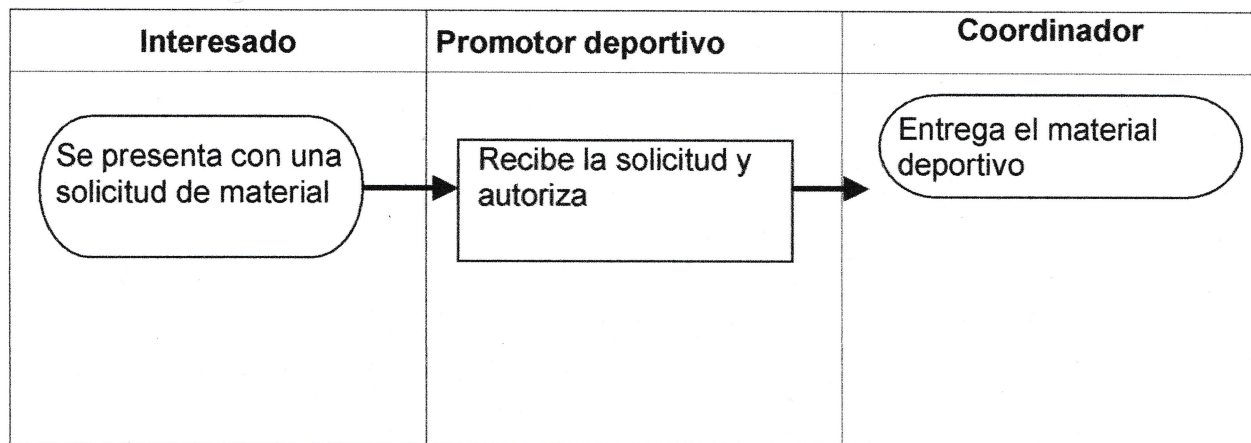 Interesado
Promotor deportivo
Coordinador
Se presenta con una
solicitud de material
Recibe la solicitud y
autoriza
Entrega el material
deportivo